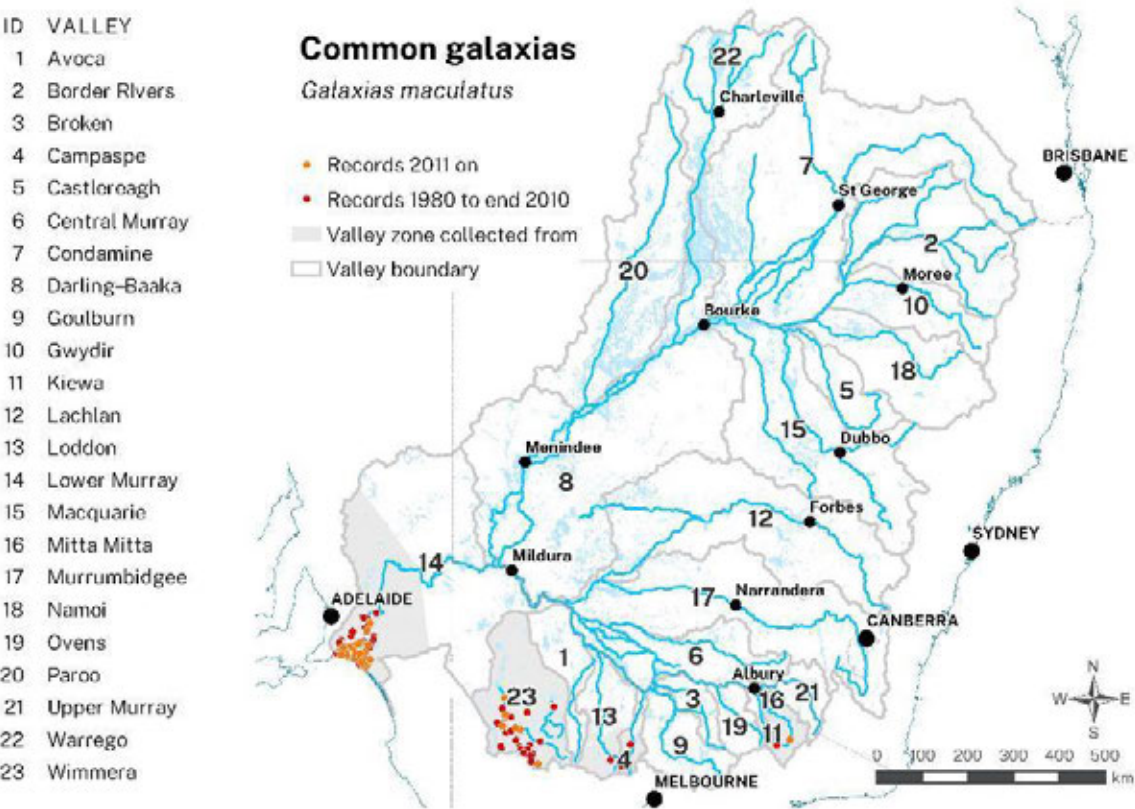 ID VALLEY
1 Avoca
2 Border RIvers
3 Broken
4 Campaspe
5 Castlereagh
6 Central Murray
7 Condamine
8 Darling–Baaka
9 Goulburn
10 Gwydir
11 Kiewa
12 Lachlan
13 Loddon
14 Lower Murray
15 Macquarie
16 Mitta Mitta
17 Murrumbidgee
18 Namoi
19 Ovens
20 Paroo
21 Upper Murray
22 Warrego
23 Wimmera
Common galaxias
Galaxias maculatus
Records 2011 on
Records 1980 to end 2010
Valley zone collected from
Valley boundary
22
Charleville
BRISBANE
7
St George
2
20
Moree
10
Bourke
18
5
15
Dubbo
Menindee
8
12
Forbes
SYDNEY
Mildura
14
ADELAIDE
17
Narrandera
CANBERRA
6
1
Albury
21
23
3
16
13
19
11
9
4
MELBOURNE
N
W
E
S
0 100 200 300 400 500
km